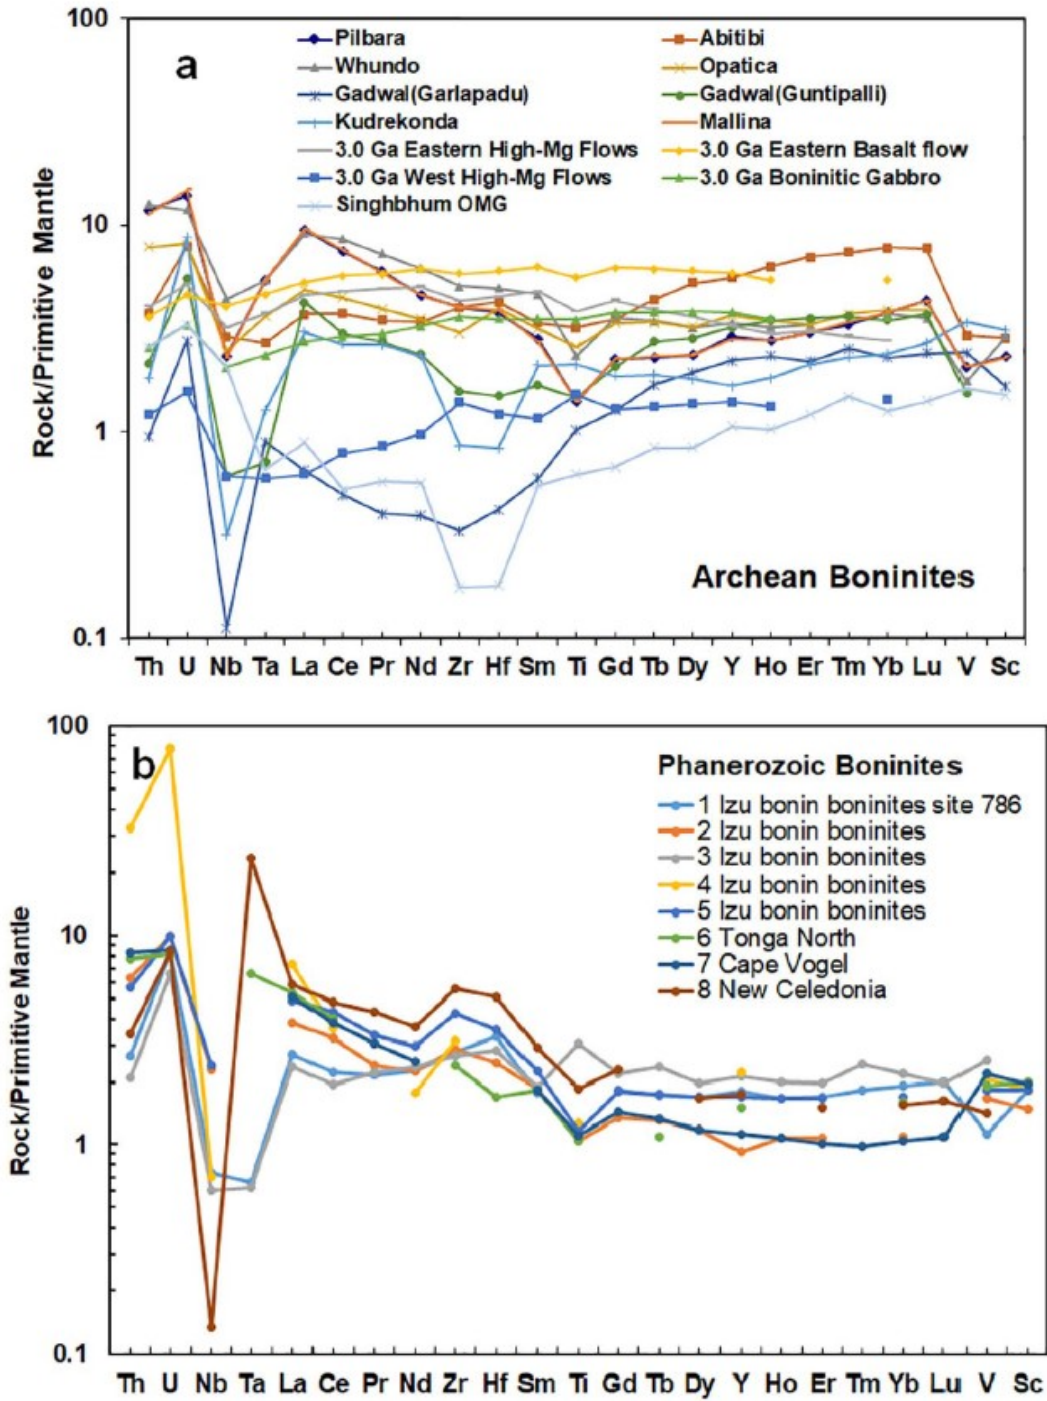 100
a
Pilbara
Abitibi
Whundo
Opatica
Gadwal(Garlapadu)
Gadwal(Guntipalli)
Kudrekonda
Mallina
3.0 Ga Eastern High-Mg Flows
3.0 Ga Eastern Basalt flow
3.0 Ga West High-Mg Flows
3.0 Ga Boninitic Gabbro
Singhbhum OMG
Rock/Primitive Mantle
10
1
Archean Boninites
0.1
Th U Nb Ta La Ce Pr Nd Zr Hf Sm Ti Gd Tb Dy Y Ho Er Tm Yb Lu V Sc
100
b
Phanerozoic Boninites
1 Izu bonin boninites site 786
2 Izu bonin boninites
3 Izu bonin boninites
4 Izu bonin boninites
5 Izu bonin boninites
6 Tonga North
7 Cape Vogel
8 New Celedonia
Rock/Primitive Mantle
10
1
0.1
Th U Nb Ta La Ce Pr Nd Zr Hf Sm Ti Gd Tb Dy Y Ho Er Tm Yb Lu V Sc